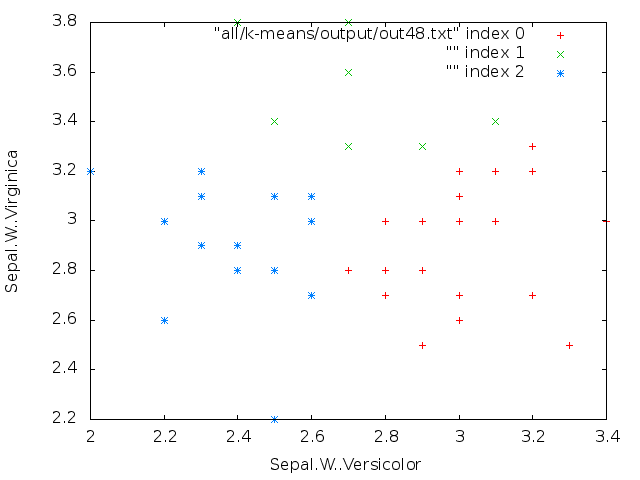 3.8
3.6
3.4
3.2
3
2.8
2.6
2.4
2.2
2 2.2 2.4 2.6 2.8 3 3.2 3.4
Sepal.W..Virginica
Sepal.W..Versicolor
"all/k-means/output/out48.txt" index 0
"" index 1
"" index 2